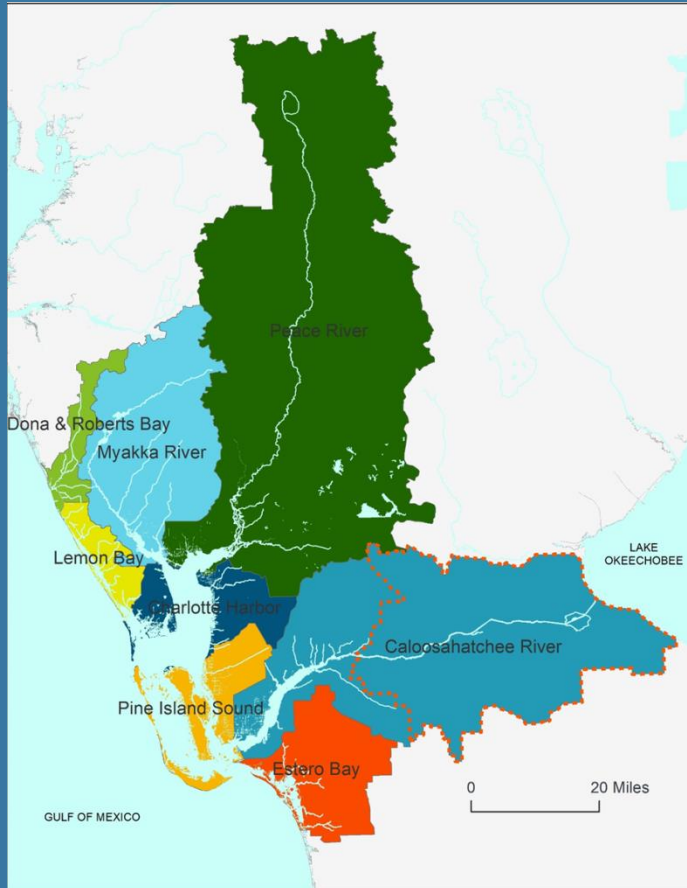 Peace River
Dona & Roberts Bay
Myakka River
LAKE
OKEECHOBEE
Lemon Bay
Charlotte Harbor
Caloosahatchee River
Pine Island Sound
Estero Bay
0 20 Miles
GULF OF MEXICO